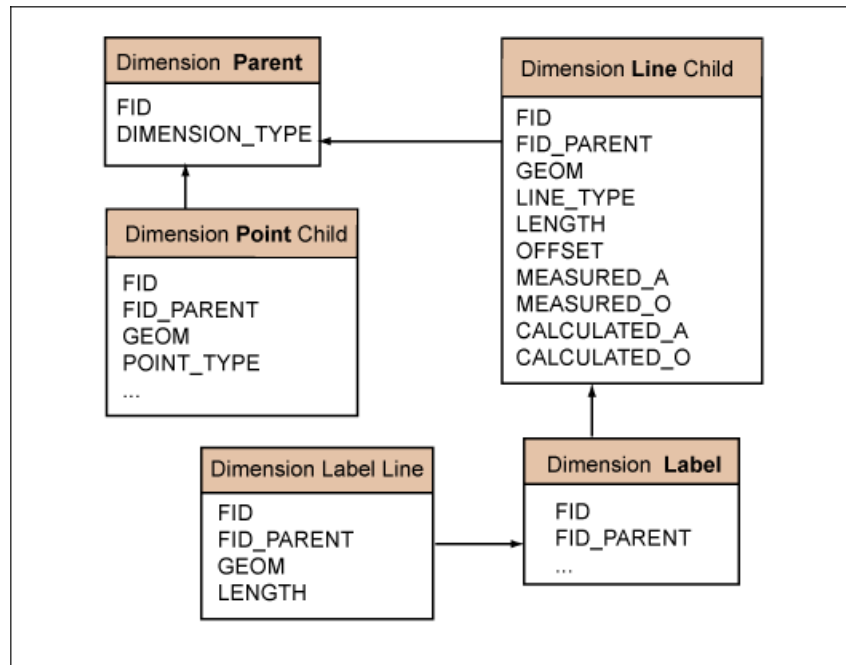 Dimension Parent
FID
DIMENSION_TYPE
Dimension Line Child
FID
FID_PARENT
GEOM
LINE_TYPE
LENGTH
OFFSET
MEASURED_A
MEASURED_O
CALCULATED_A
CALCULATED_O
Dimension Point Child
FID
FID_PARENT
GEOM
POINT_TYPE
...
Dimension Label Line
FID
FID_PARENT
GEOM
LENGTH
Dimension Label
FID
FID_PARENT
...